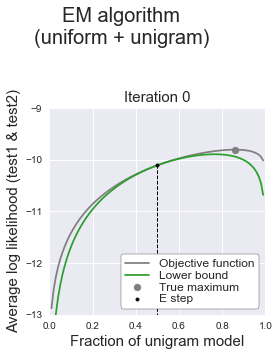 EM algorithm
(uniform + unigram)
Iteration 0
Average log likelihood (test1 & test2)
-9
-10
-11
-12
-13
Objective function
Lower bound
True maximum
E step
0.0 0.2 0.4 0.6 0.8 1.0
Fraction of unigram model